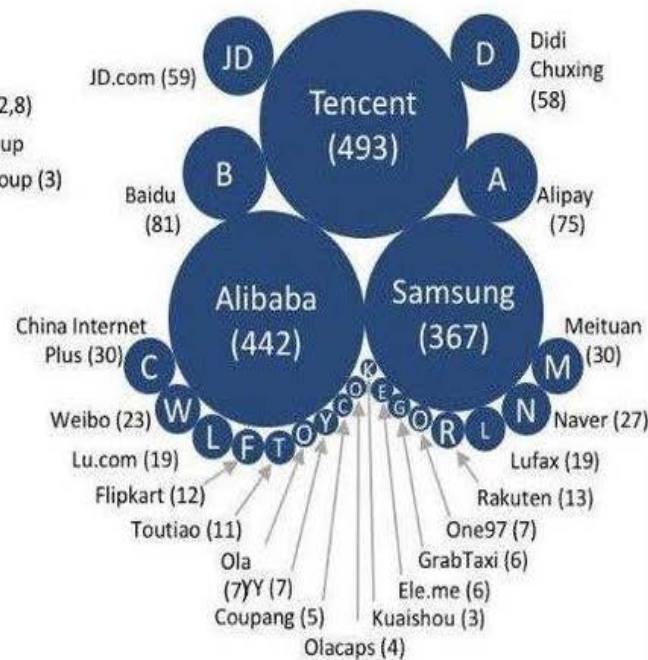 JD
D
Didi
Chuxing
(58)
JD.com (59)
Tencent
(493)
2,8)
up
oup (3)
B
A
Baidu
(81)
Alipay
(75)
Alibaba
(442)
Samsung
(367)
China Internet
Plus (30)
Meituan
(30)
C
M
K
O
E
W
C
G
N
Weibo (23)
Naver (27)
L
F
T
O
Y
O
R
L
Lu.com (19)
Lufax (19)
Flipkart (12)
Rakuten (13)
Toutiao (11)
One97 (7)
Ola
(7)
GrabTaxi (6)
YY (7)
Ele.me (6)
Coupang (5)
Kuaishou (3)
Olacaps (4)